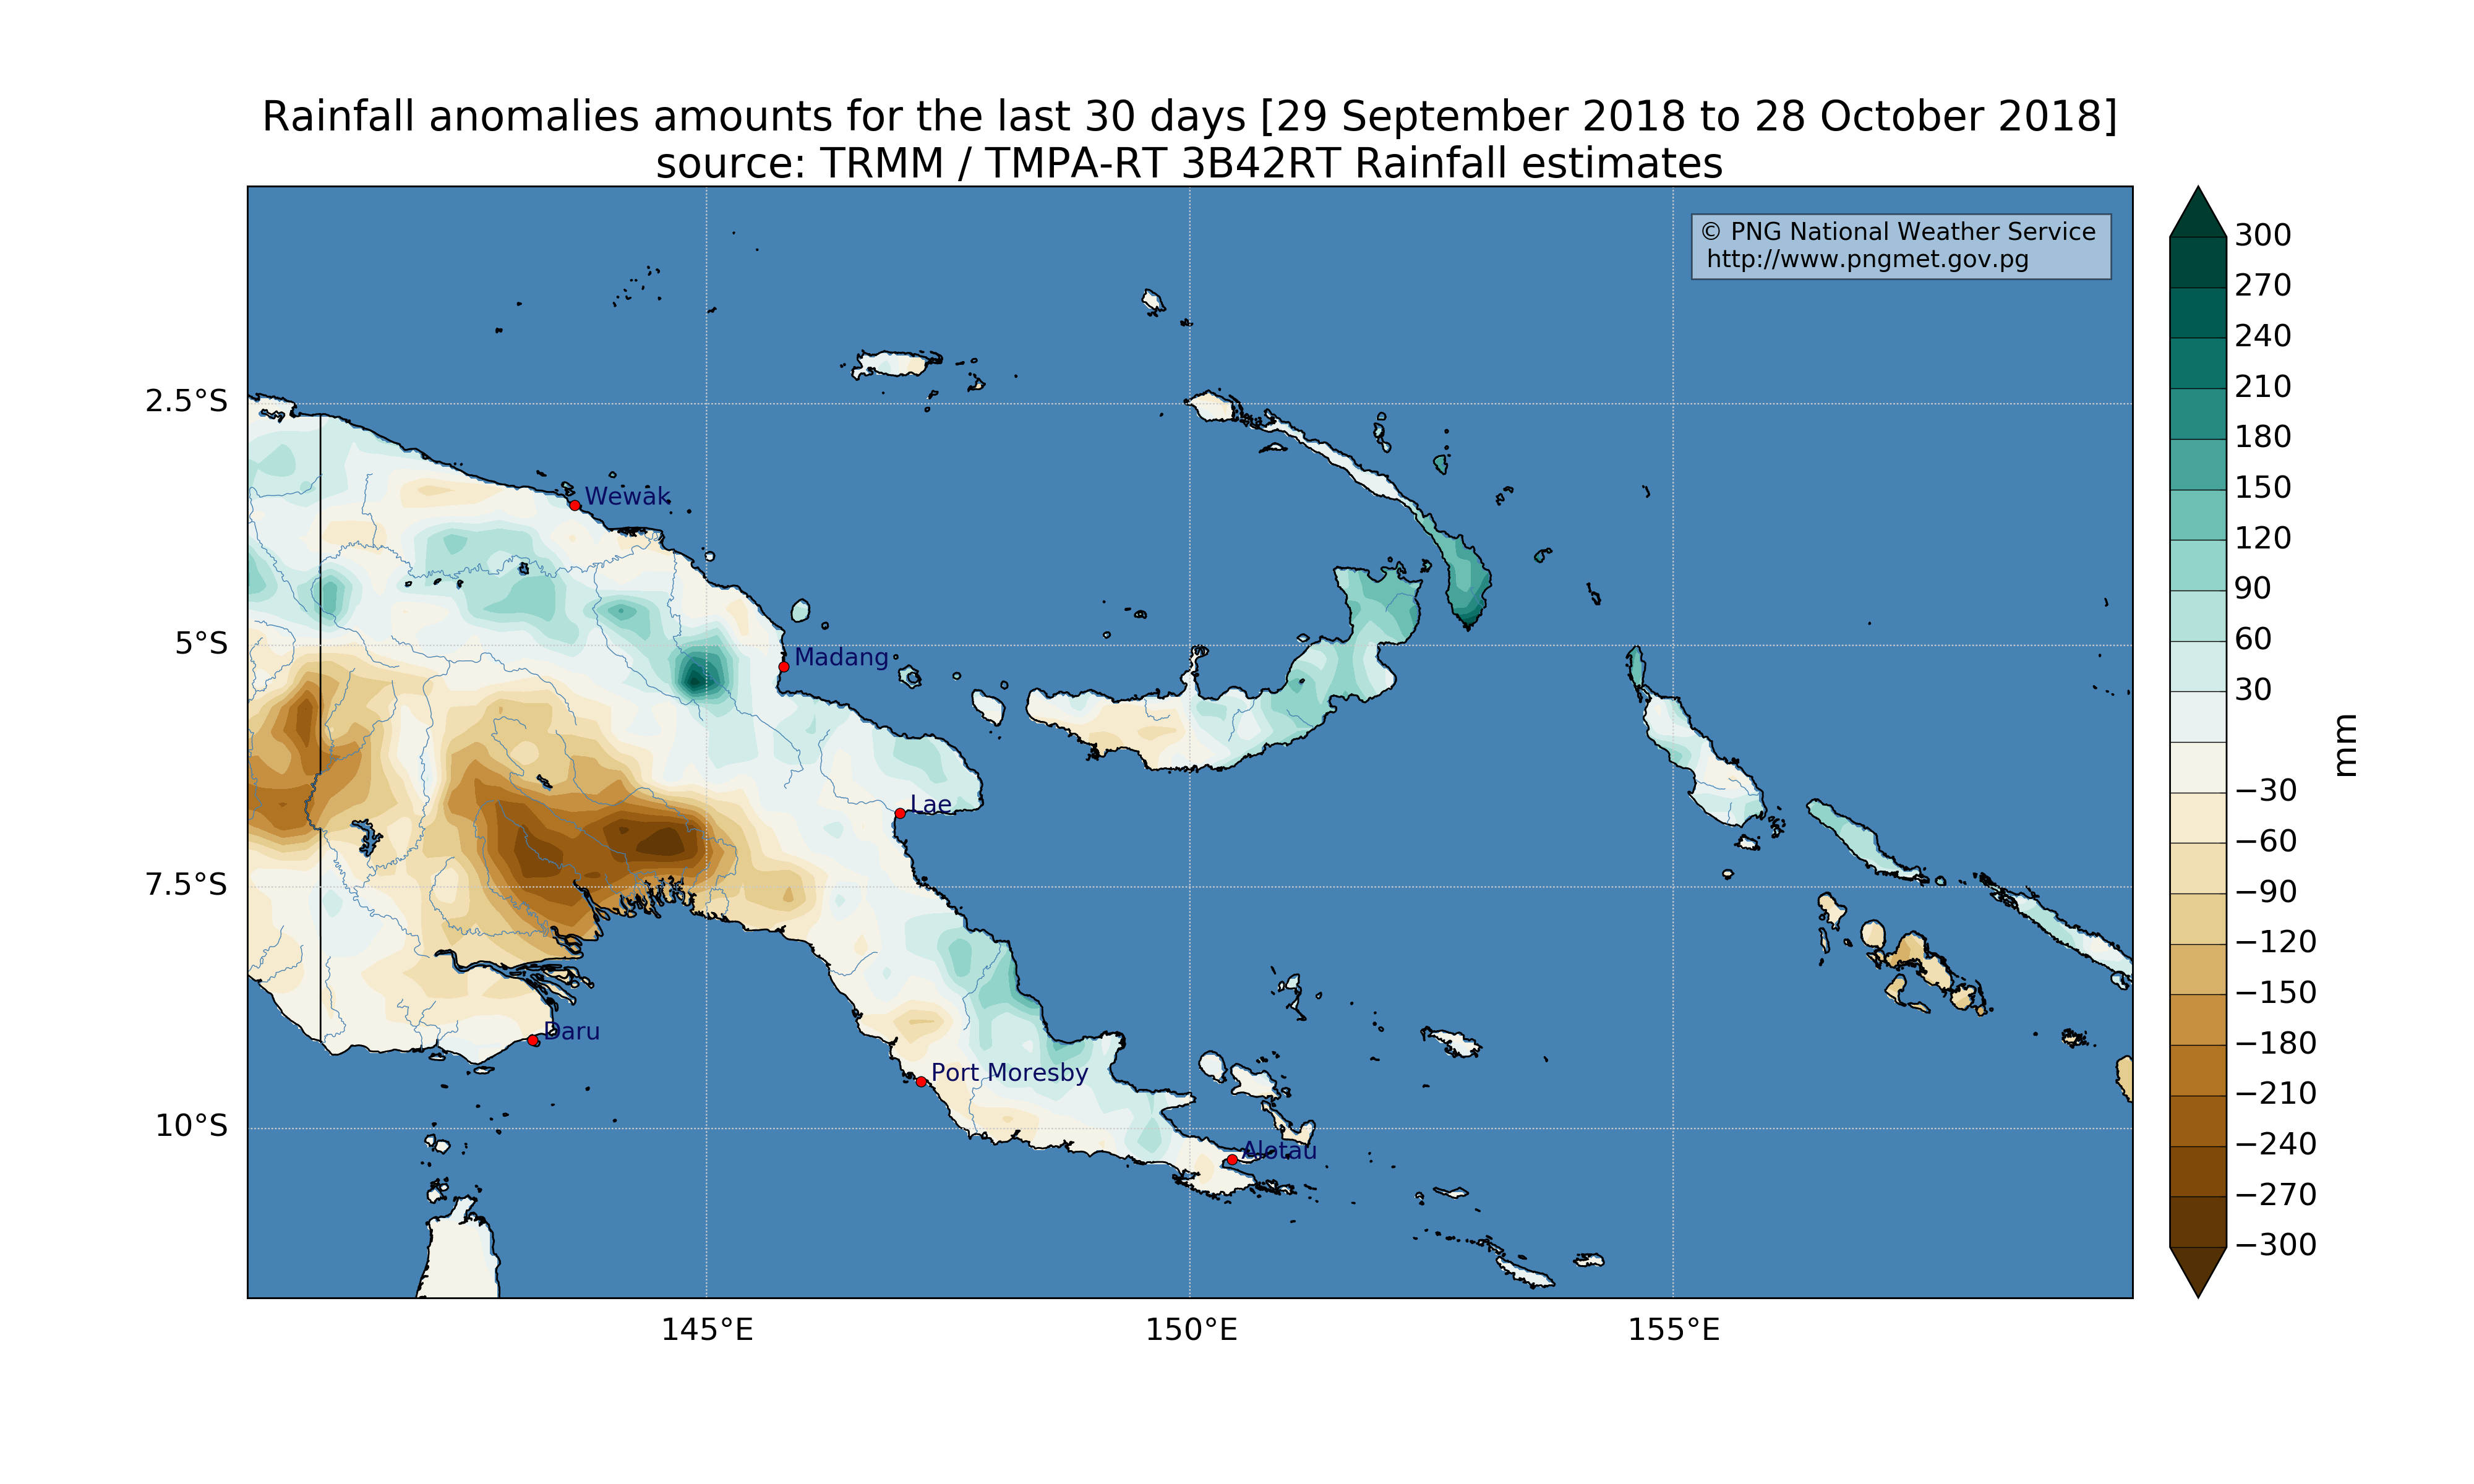 Rainfall anomalies amounts for the last 30 days [29 September 2018 to 28 October 2018]
source: TRMM / TMPA-RT 3B42RT Rainfall estimates
© PNG National Weather Service
http://www.pngmet.gov.pg
2.5°S
5°S
7.5°S
10°S
Wewak
Madang
Lae
Daru
Port Moresby
Alotau
145°E
150°E
155°E
300
270
240
210
180
150
120
90
60
30
−30
−60
−90
−120
−150
−180
−210
−240
−270
−300
mm